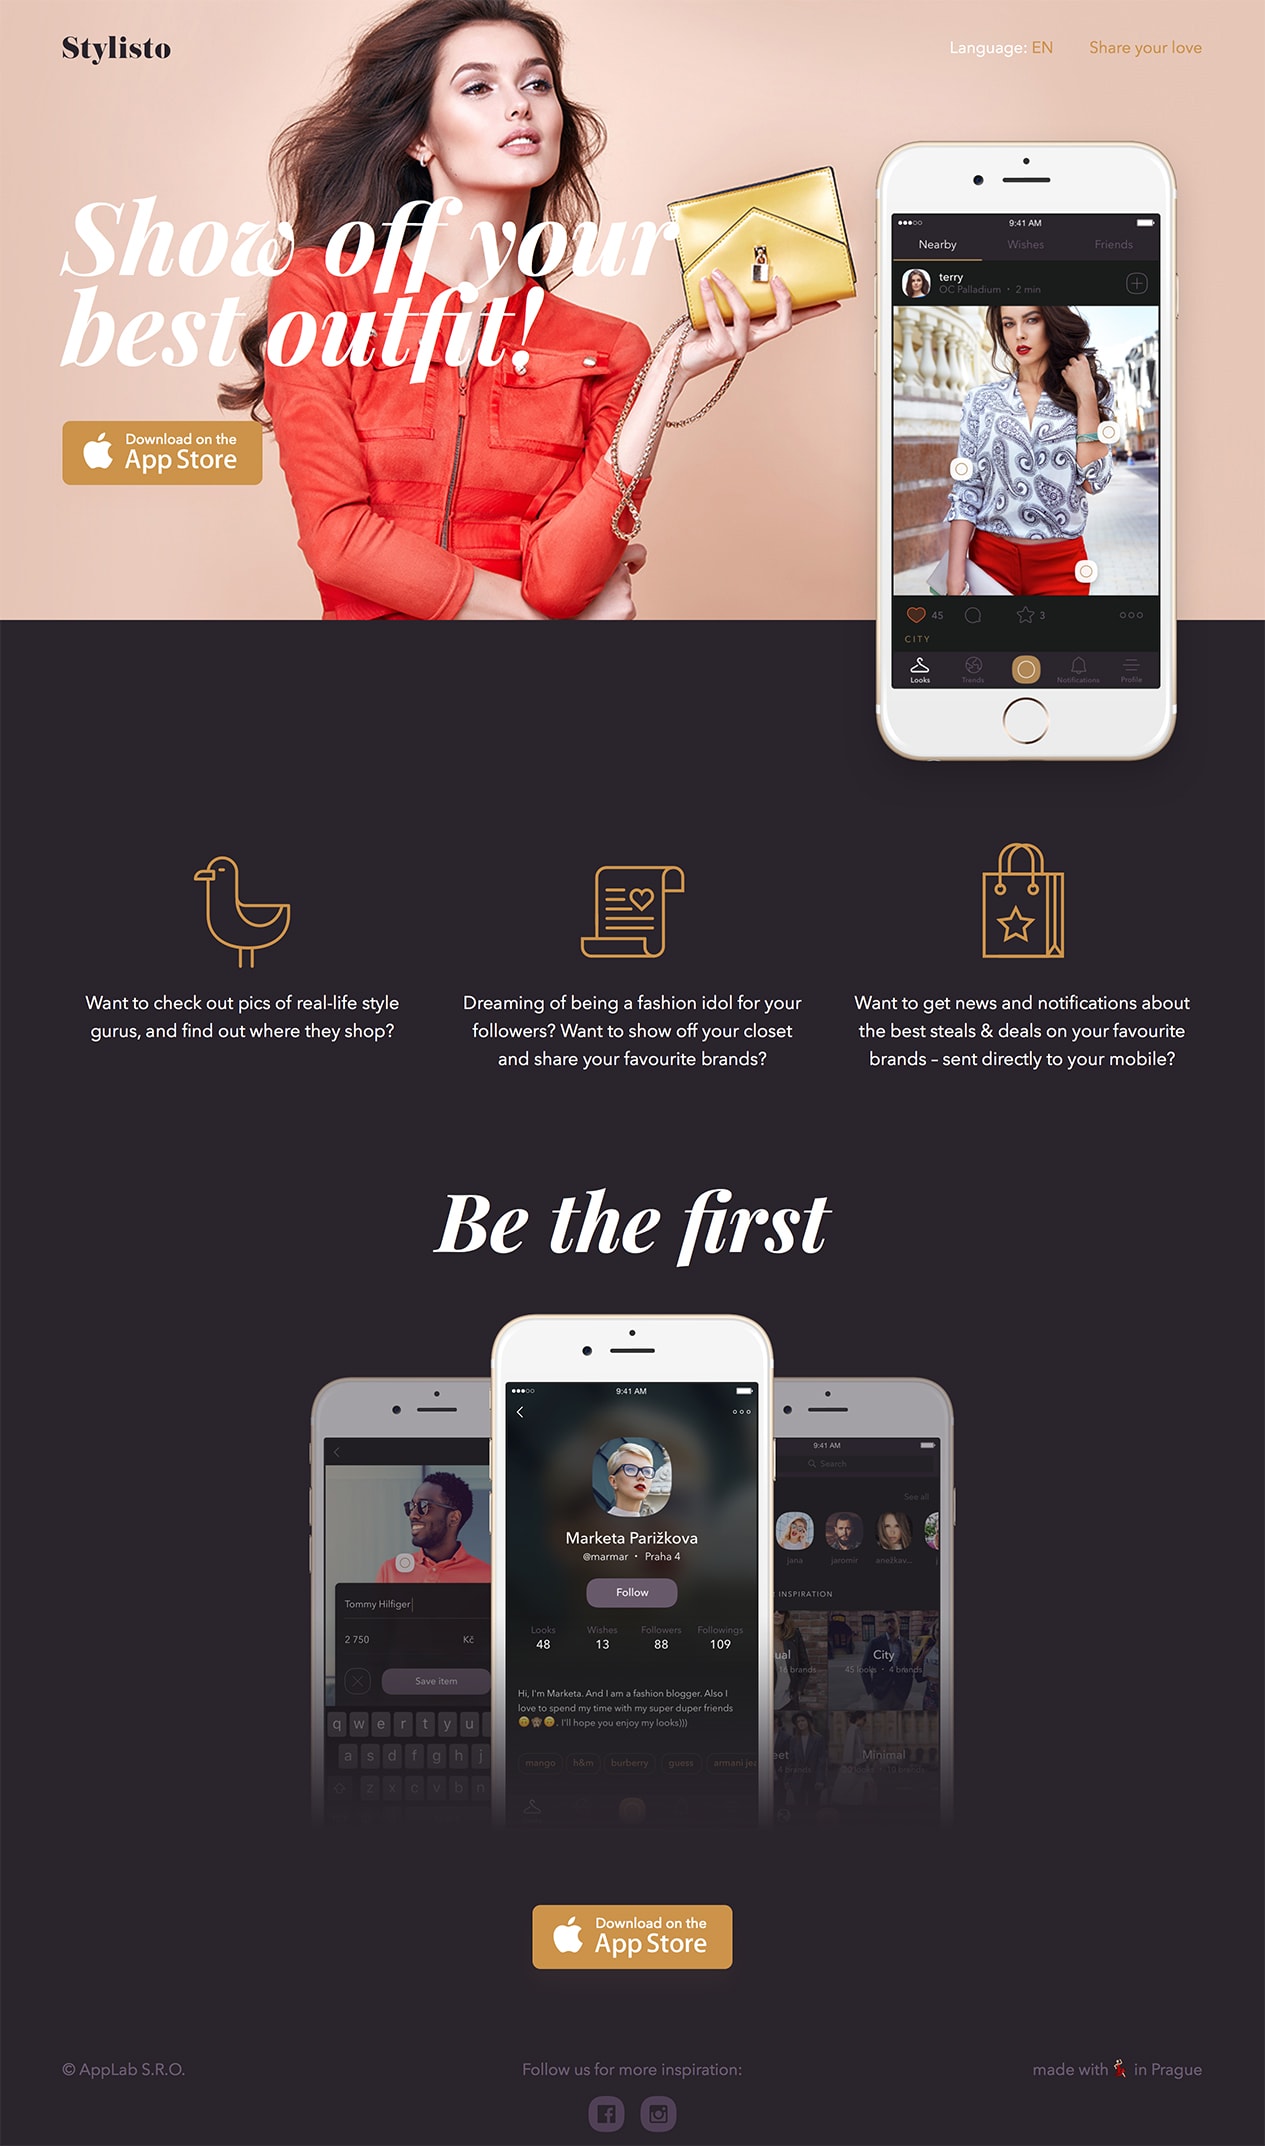 Stylisto
Language: EN
Share your love
Show off your
best outfit!
Download on the
App Store
9:41 AM
Nearby
Wishes
Friends
terry
OC Palladium • 2 min
45
3
CITY
Looks
Trends
Notifications
Profile
Want to check out pics of real-life style
gurus, and find out where they shop?
Dreaming of being a fashion idol for your
followers? Want to show off your closet
and share your favourite brands?
Want to get news and notifications about
the best steals & deals on your favourite
brands – sent directly to your mobile?
Be the first
Tommy Hilfiger
2 750
Kč
Save item
q w e r t y u
a s d f g h j
z x c v b n
9:41 AM
Marketa Parižkova
@marmar • Praha 4
Follow
Looks
Wishes
Followers
Followings
48
13
88
109
Hi, I'm Marketa. And I am a fashion blogger. Also I
love to spend my time with my super duper friends
🙃🙈🙃. I'll hope you enjoy my looks)))
mango
h&m
burberry
guess
armani jea
9:41 AM
Search
See all
jana
jaromir
anežkav...
INSPIRATION
ual
16 brands
City
45 looks • 4 brands
eet
4 brands
Minimal
Download on the
App Store
© AppLab S.R.O.
Follow us for more inspiration:
made with 💃 in Prague